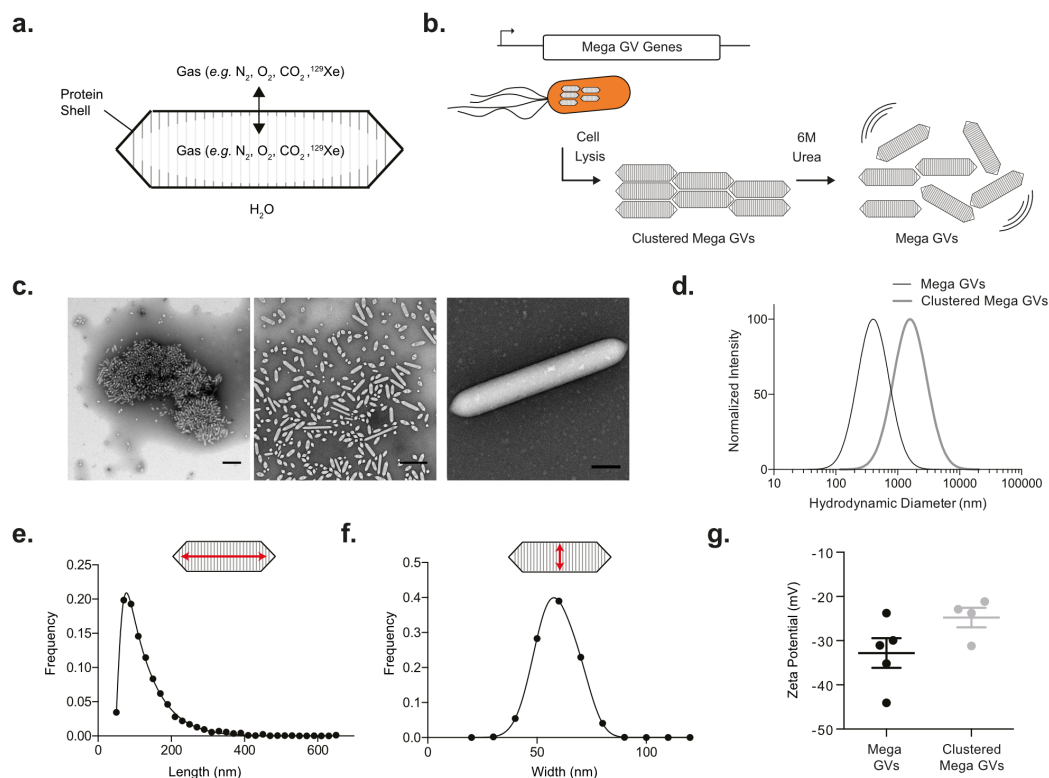 a.
Gas (e.g. N2, O2, CO2 ,129Xe)
Protein
Shell
Gas (e.g. N2, O2, CO2 ,129Xe)
H2O
b.
Mega GV Genes
Cell
Lysis
6M
Urea
Clustered Mega GVs
Mega GVs
c.
d.
Mega GVs
Clustered Mega GVs
Normalized Intensity
100
50
0
10
100
1000
10000
100000
Hydrodynamic Diameter (nm)
e.
Frequency
0.25
0.20
0.15
0.10
0.05
0.00
0
200
400
600
Length (nm)
f.
Frequency
0.5
0.4
0.3
0.2
0.1
0.0
0
50
100
Width (nm)
g.
Zeta Potential (mV)
-10
-20
-30
-40
-50
Mega
GVs
Clustered
Mega GVs